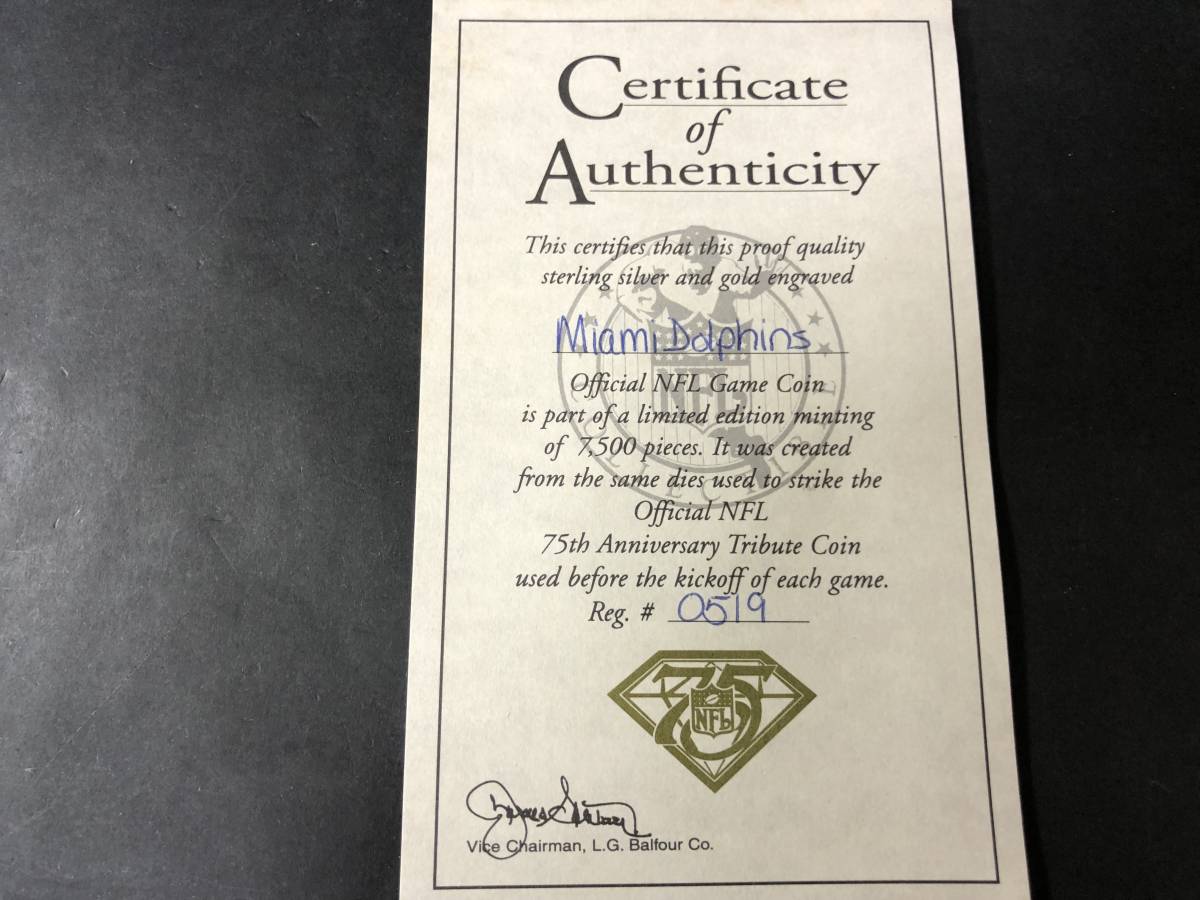 Certificate
of
Authenticity
This certifies that this proof quality
sterling silver and gold engraved
Miami Dolphins
Official NFL Game Coin
is part of a limited edition minting
of 7,500 pieces. It was created
from the same dies used to strike the
Official NFL
75th Anniversary Tribute Coin
used before the kickoff of each game.
Reg. # 0519
75
NFL
Vice Chairman, L.G. Balfour Co.